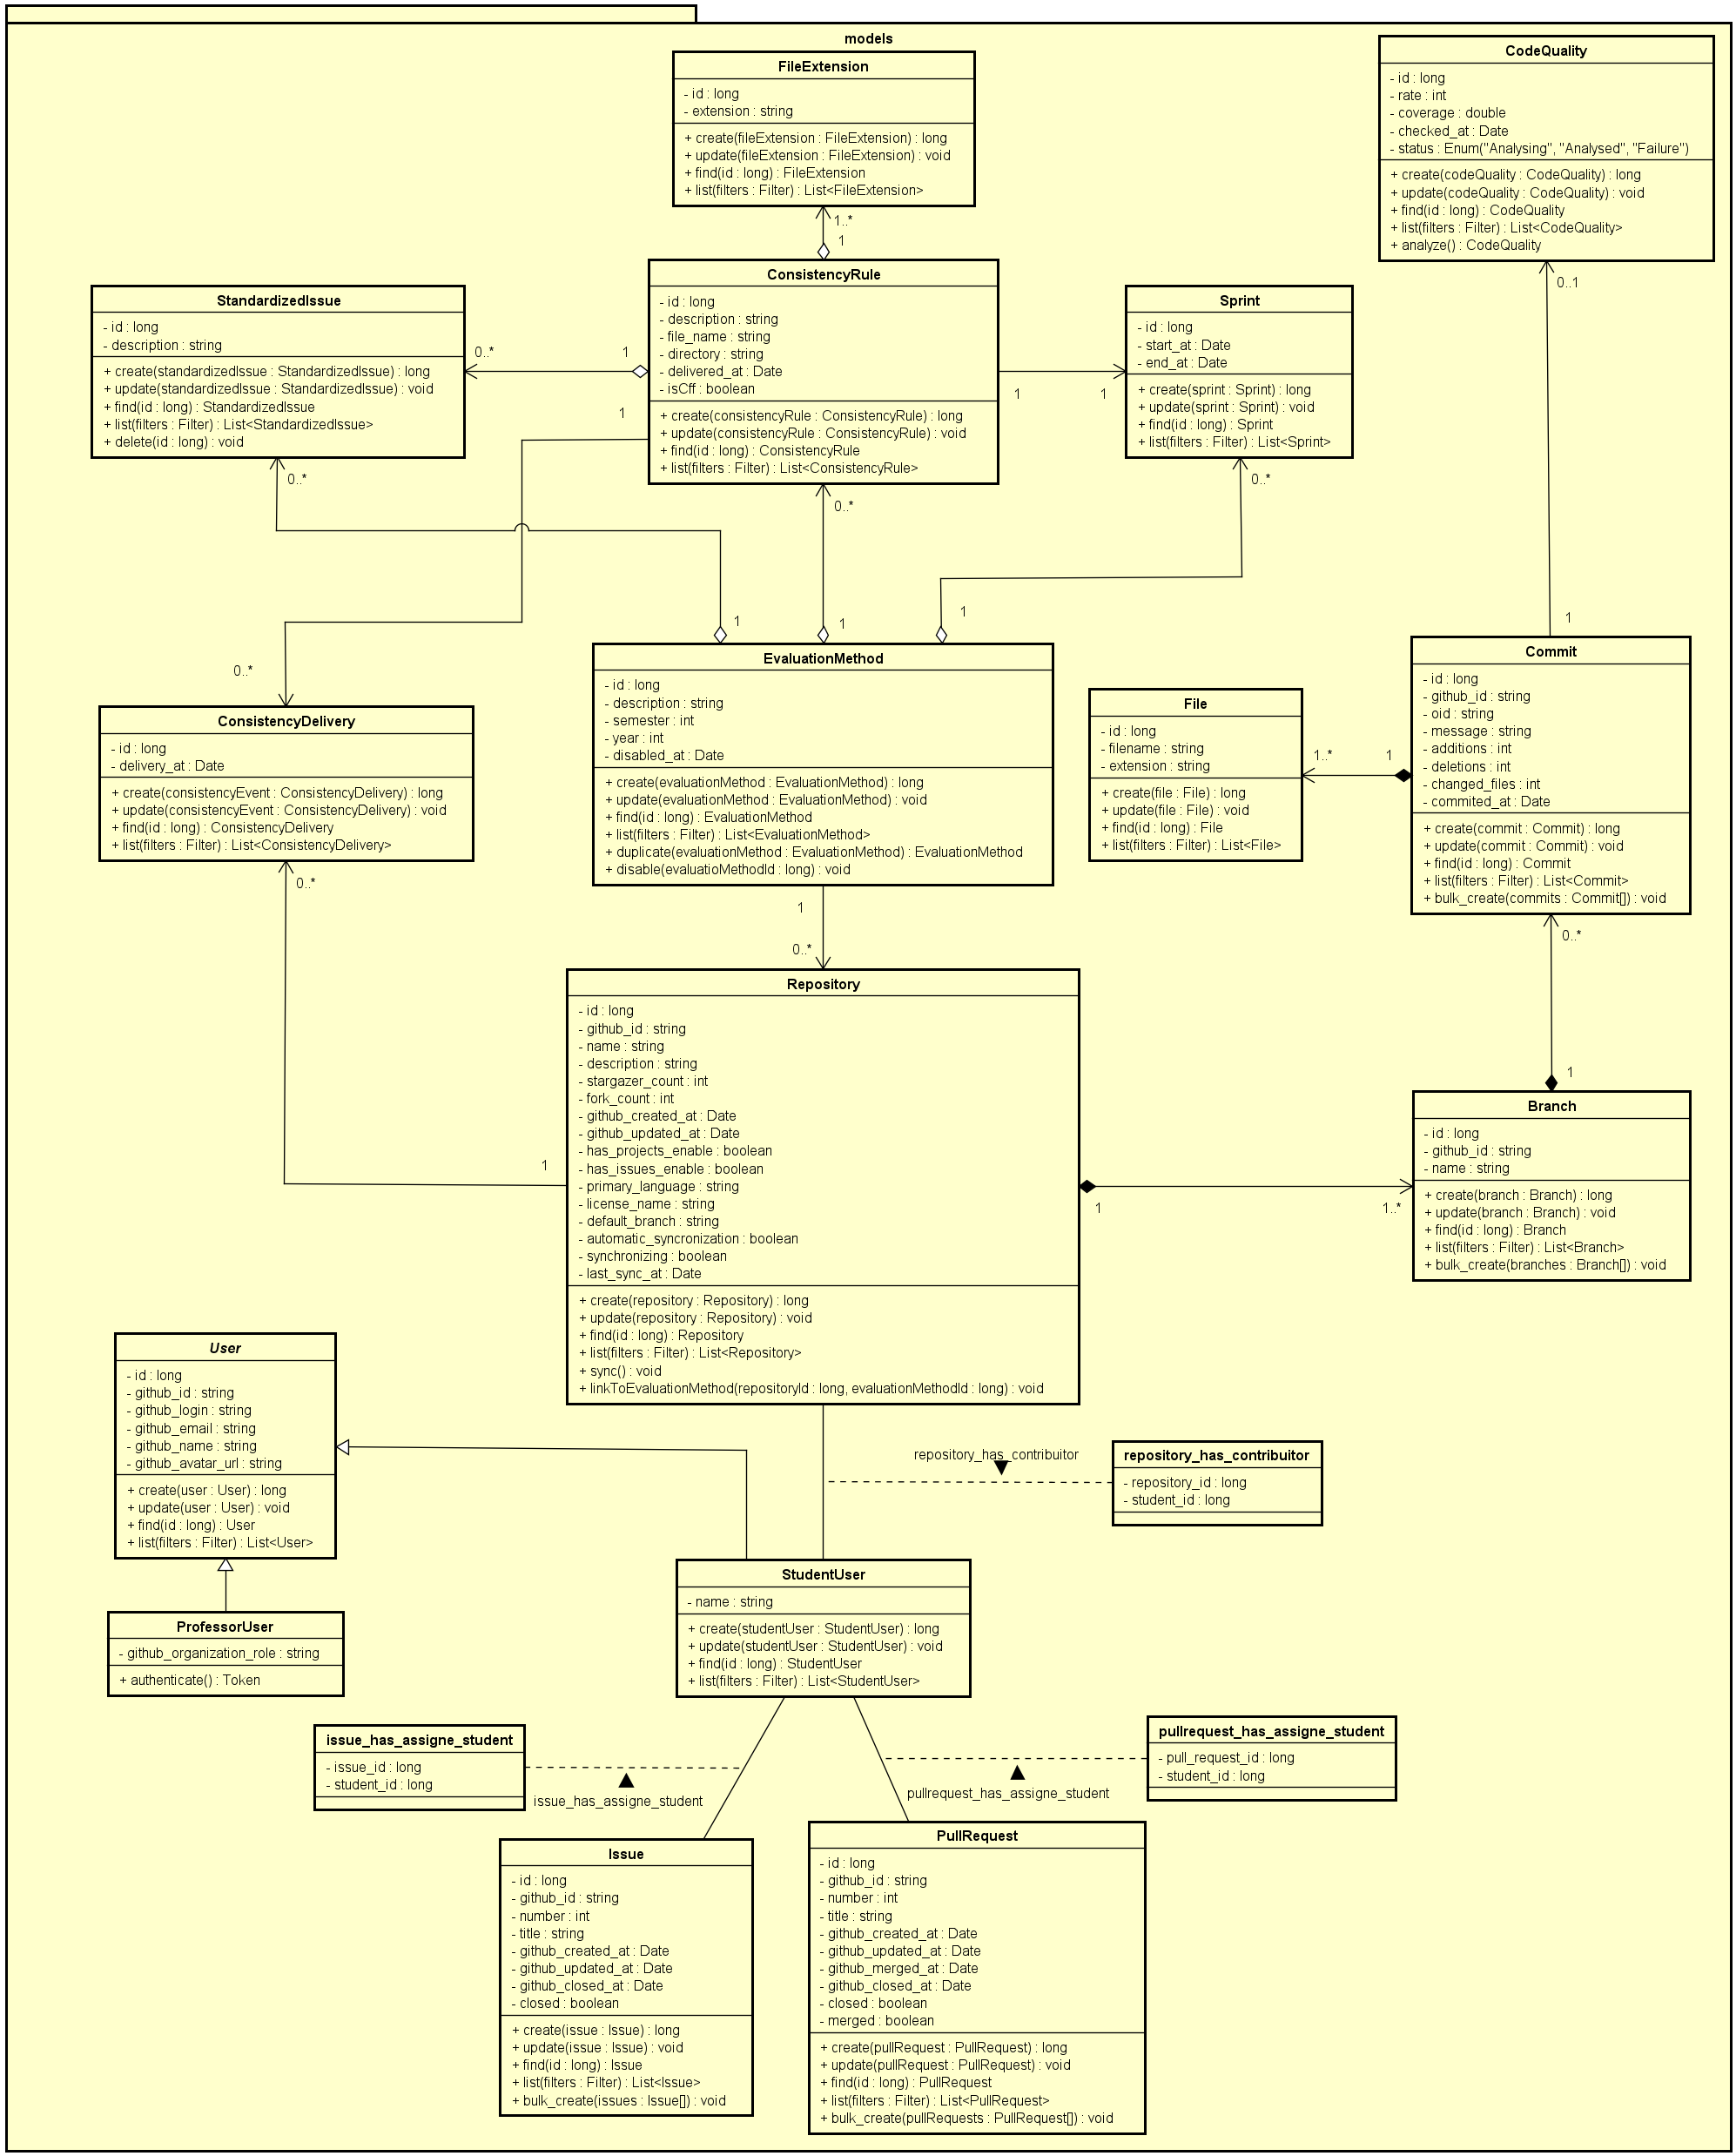 models
FileExtension
- id : long
- extension : string
+ create(fileExtension : FileExtension) : long
+ update(fileExtension : FileExtension) : void
+ find(id : long) : FileExtension
+ list(filters : Filter) : List<FileExtension>
CodeQuality
- id : long
- rate : int
- coverage : double
- checked_at : Date
- status : Enum("Analysing", "Analysed", "Failure")
+ create(codeQuality : CodeQuality) : long
+ update(codeQuality : CodeQuality) : void
+ find(id : long) : CodeQuality
+ list(filters : Filter) : List<CodeQuality>
+ analyze() : CodeQuality
1..*
1
0..1
StandardizedIssue
- id : long
- description : string
+ create(standardizedIssue : StandardizedIssue) : long
+ update(standardizedIssue : StandardizedIssue) : void
+ find(id : long) : StandardizedIssue
+ list(filters : Filter) : List<StandardizedIssue>
+ delete(id : long) : void
0..*
1
1
ConsistencyRule
- id : long
- description : string
- file_name : string
- directory : string
- delivered_at : Date
- isCff : boolean
+ create(consistencyRule : ConsistencyRule) : long
+ update(consistencyRule : ConsistencyRule) : void
+ find(id : long) : ConsistencyRule
+ list(filters : Filter) : List<ConsistencyRule>
1
1
Sprint
- id : long
- start_at : Date
- end_at : Date
+ create(sprint : Sprint) : long
+ update(sprint : Sprint) : void
+ find(id : long) : Sprint
+ list(filters : Filter) : List<Sprint>
0..*
0..*
0..*
1
1
1
1
0..*
ConsistencyDelivery
- id : long
- delivery_at : Date
+ create(consistencyEvent : ConsistencyDelivery) : long
+ update(consistencyEvent : ConsistencyDelivery) : void
+ find(id : long) : ConsistencyDelivery
+ list(filters : Filter) : List<ConsistencyDelivery>
0..*
EvaluationMethod
- id : long
- description : string
- semester : int
- year : int
- disabled_at : Date
+ create(evaluationMethod : EvaluationMethod) : long
+ update(evaluationMethod : EvaluationMethod) : void
+ find(id : long) : EvaluationMethod
+ list(filters : Filter) : List<EvaluationMethod>
+ duplicate(evaluationMethod : EvaluationMethod) : EvaluationMethod
+ disable(evaluatioMethodId : long) : void
File
- id : long
- filename : string
- extension : string
+ create(file : File) : long
+ update(file : File) : void
+ find(id : long) : File
+ list(filters : Filter) : List<File>
1..*
1
Commit
- id : long
- github_id : string
- oid : string
- message : string
- additions : int
- deletions : int
- changed_files : int
- commited_at : Date
+ create(commit : Commit) : long
+ update(commit : Commit) : void
+ find(id : long) : Commit
+ list(filters : Filter) : List<Commit>
+ bulk_create(commits : Commit[]) : void
1
0..*
0..*
1
Repository
- id : long
- github_id : string
- name : string
- description : string
- stargazer_count : int
- fork_count : int
- github_created_at : Date
- github_updated_at : Date
- has_projects_enable : boolean
- has_issues_enable : boolean
- primary_language : string
- license_name : string
- default_branch : string
- automatic_syncronization : boolean
- synchronizing : boolean
- last_sync_at : Date
+ create(repository : Repository) : long
+ update(repository : Repository) : void
+ find(id : long) : Repository
+ list(filters : Filter) : List<Repository>
+ sync() : void
+ linkToEvaluationMethod(repositoryId : long, evaluationMethodId : long) : void
1
1
1..*
Branch
- id : long
- github_id : string
- name : string
+ create(branch : Branch) : long
+ update(branch : Branch) : void
+ find(id : long) : Branch
+ list(filters : Filter) : List<Branch>
+ bulk_create(branches : Branch[]) : void
User
- id : long
- github_id : string
- github_login : string
- github_email : string
- github_name : string
- github_avatar_url : string
+ create(user : User) : long
+ update(user : User) : void
+ find(id : long) : User
+ list(filters : Filter) : List<User>
repository_has_contribuitor
repository_has_contribuitor
- repository_id : long
- student_id : long
ProfessorUser
- github_organization_role : string
+ authenticate() : Token
StudentUser
- name : string
+ create(studentUser : StudentUser) : long
+ update(studentUser : StudentUser) : void
+ find(id : long) : StudentUser
+ list(filters : Filter) : List<StudentUser>
issue_has_assigne_student
- issue_id : long
- student_id : long
issue_has_assigne_student
pullrequest_has_assigne_student
pullrequest_has_assigne_student
- pull_request_id : long
- student_id : long
Issue
- id : long
- github_id : string
- number : int
- title : string
- github_created_at : Date
- github_updated_at : Date
- github_closed_at : Date
- closed : boolean
+ create(issue : Issue) : long
+ update(issue : Issue) : void
+ find(id : long) : Issue
+ list(filters : Filter) : List<Issue>
+ bulk_create(issues : Issue[]) : void
PullRequest
- id : long
- github_id : string
- number : int
- title : string
- github_created_at : Date
- github_updated_at : Date
- github_merged_at : Date
- github_closed_at : Date
- closed : boolean
- merged : boolean
+ create(pullRequest : PullRequest) : long
+ update(pullRequest : PullRequest) : void
+ find(id : long) : PullRequest
+ list(filters : Filter) : List<PullRequest>
+ bulk_create(pullRequests : PullRequest[]) : void